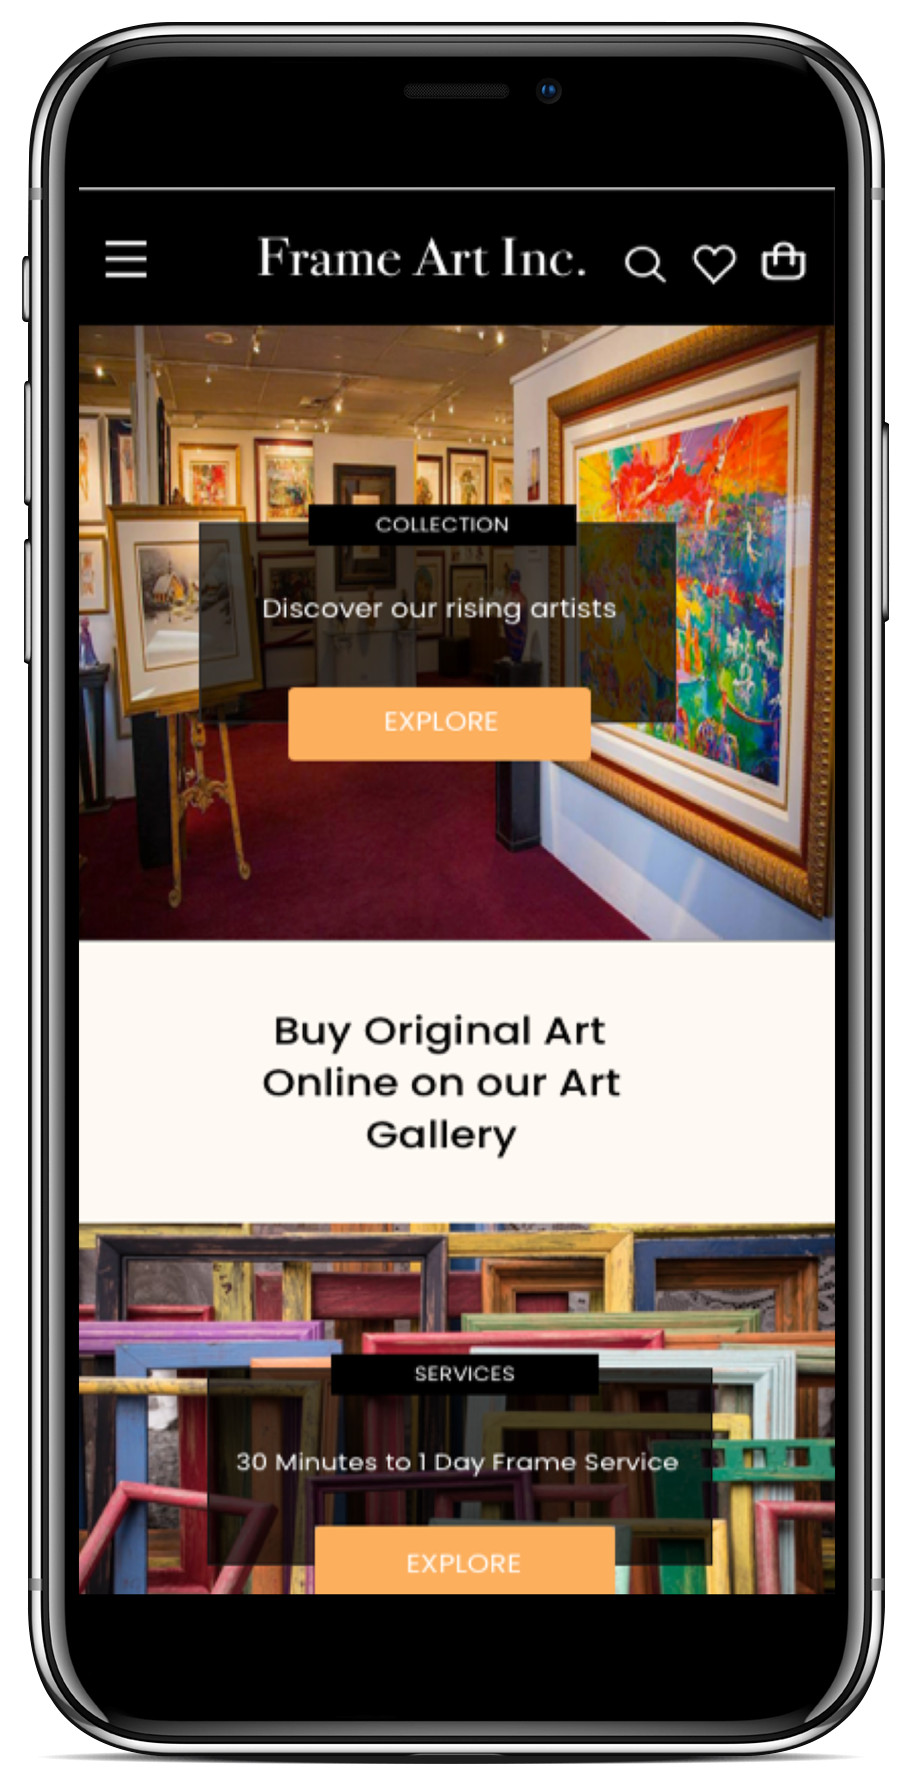 Frame Art Inc.
COLLECTION
Discover our rising artists
EXPLORE
Buy Original Art
Online on our Art
Gallery
SERVICES
30 Minutes to 1 Day Frame Service
EXPLORE